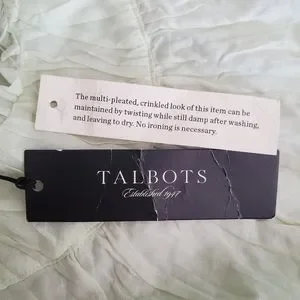 The multi-pleated, crinkled look of this item can be
maintained by twisting while still damp after washing,
and leaving to dry. No ironing is necessary.
TALBOTS
Established 1947